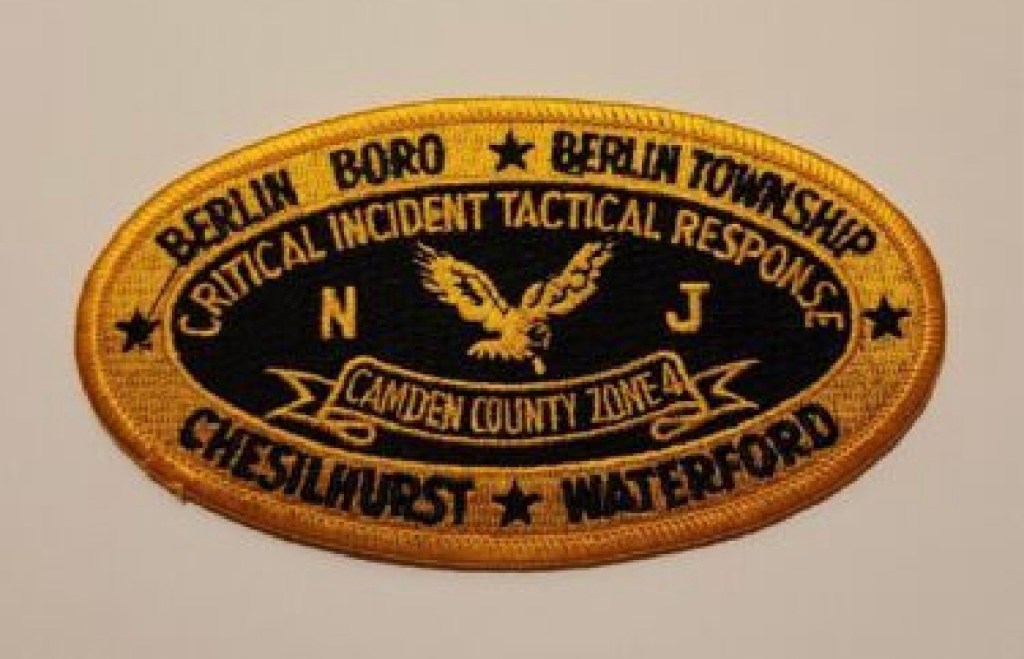 BERLIN BORO ★ BERLIN TOWNSHIP
CRITICAL INCIDENT TACTICAL RESPONSE
N J
CAMDEN COUNTY ZONE 4
CHESILHURST ★ WATERFORD